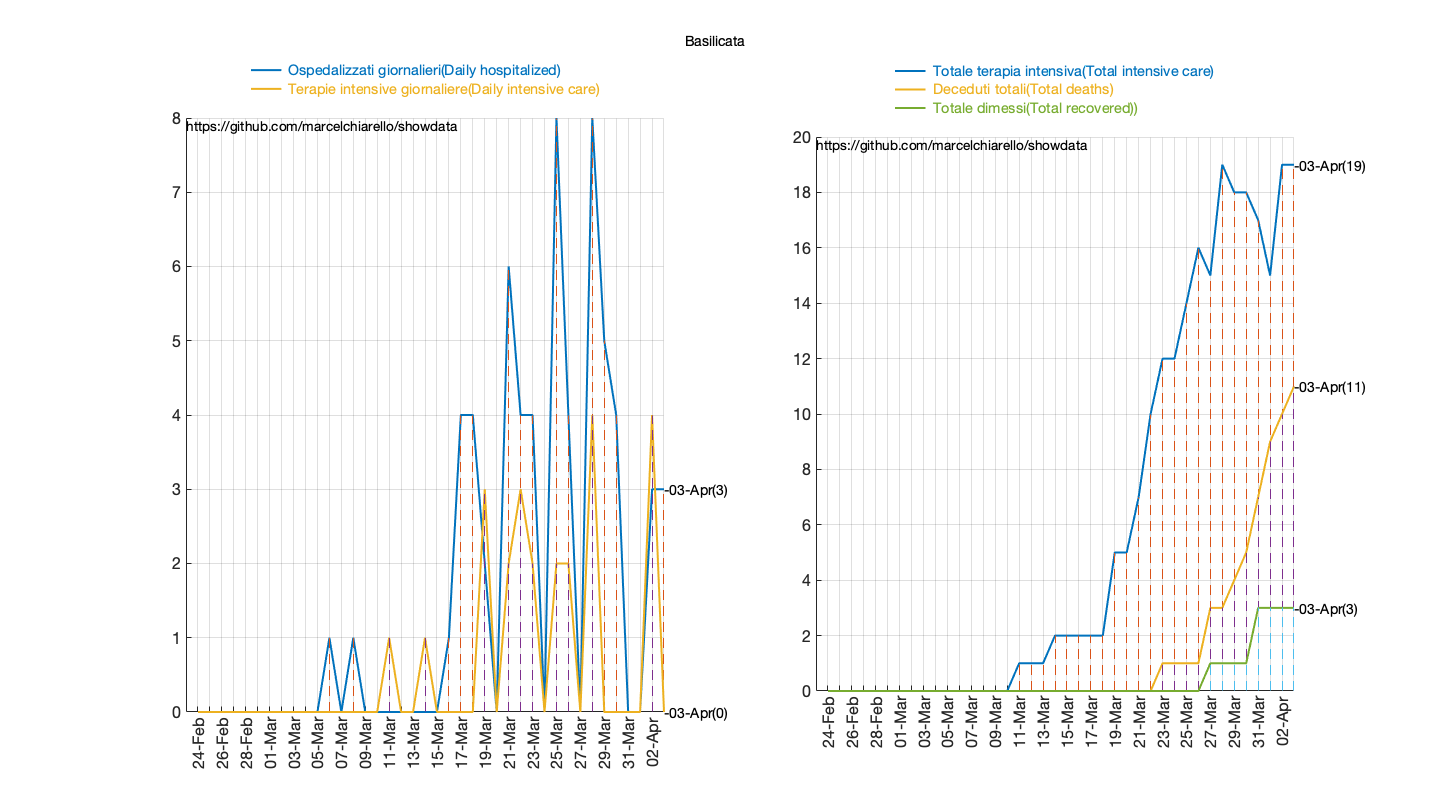 Basilicata
Ospedalizzati giornalieri(Daily hospitalized)
Terapie intensive giornaliere(Daily intensive care)
8
https://github.com/marcelchiarello/showdata
7
6
5
4
3
2
1
0
-03-Apr(3)
-03-Apr(0)
24-Feb
26-Feb
28-Feb
01-Mar
03-Mar
05-Mar
07-Mar
09-Mar
11-Mar
13-Mar
15-Mar
17-Mar
19-Mar
21-Mar
23-Mar
25-Mar
27-Mar
29-Mar
31-Mar
02-Apr
Totale terapia intensiva(Total intensive care)
Deceduti totali(Total deaths)
Totale dimessi(Total recovered))
20
https://github.com/marcelchiarello/showdata
18
16
14
12
10
8
6
4
2
0
-03-Apr(19)
-03-Apr(11)
-03-Apr(3)
24-Feb
26-Feb
28-Feb
01-Mar
03-Mar
05-Mar
07-Mar
09-Mar
11-Mar
13-Mar
15-Mar
17-Mar
19-Mar
21-Mar
23-Mar
25-Mar
27-Mar
29-Mar
31-Mar
02-Apr